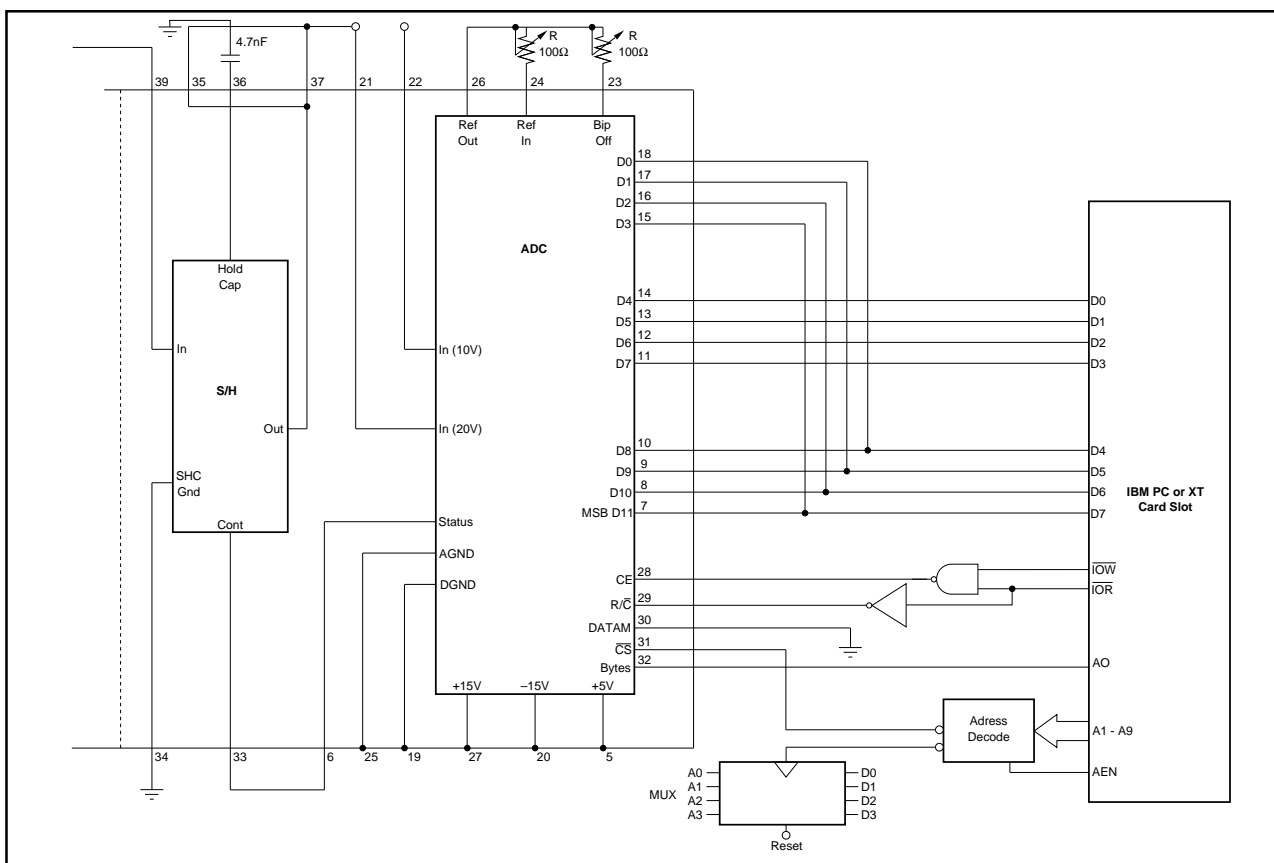 4.7nF
R
100Ω
R
100Ω
39 35 36 37 21 22 26 24 23
Ref Out
Ref In
Bip Off
D0 18
D1 17
D2 16
D3 15
ADC
Hold Cap
D4 14 D0
D5 13 D1
D6 12 D2
D7 11 D3
In
In (10V)
S/H
Out
In (20V)
D8 10 D4
D9 9 D5
D10 8 D6
MSB D11 7 D7
IBM PC or XT
Card Slot
SHC
Gnd
Cont
Status
AGND
DGND
CE 28 IOW
IOR
R/C 29
DATAM 30
CS 31
Bytes 32 AO
+15V –15V +5V
Adress
Decode
A1 - A9
AEN
34 33 6 25 19 27 20 5
MUX
A0 D0
A1 D1
A2 D2
A3 D3
Reset